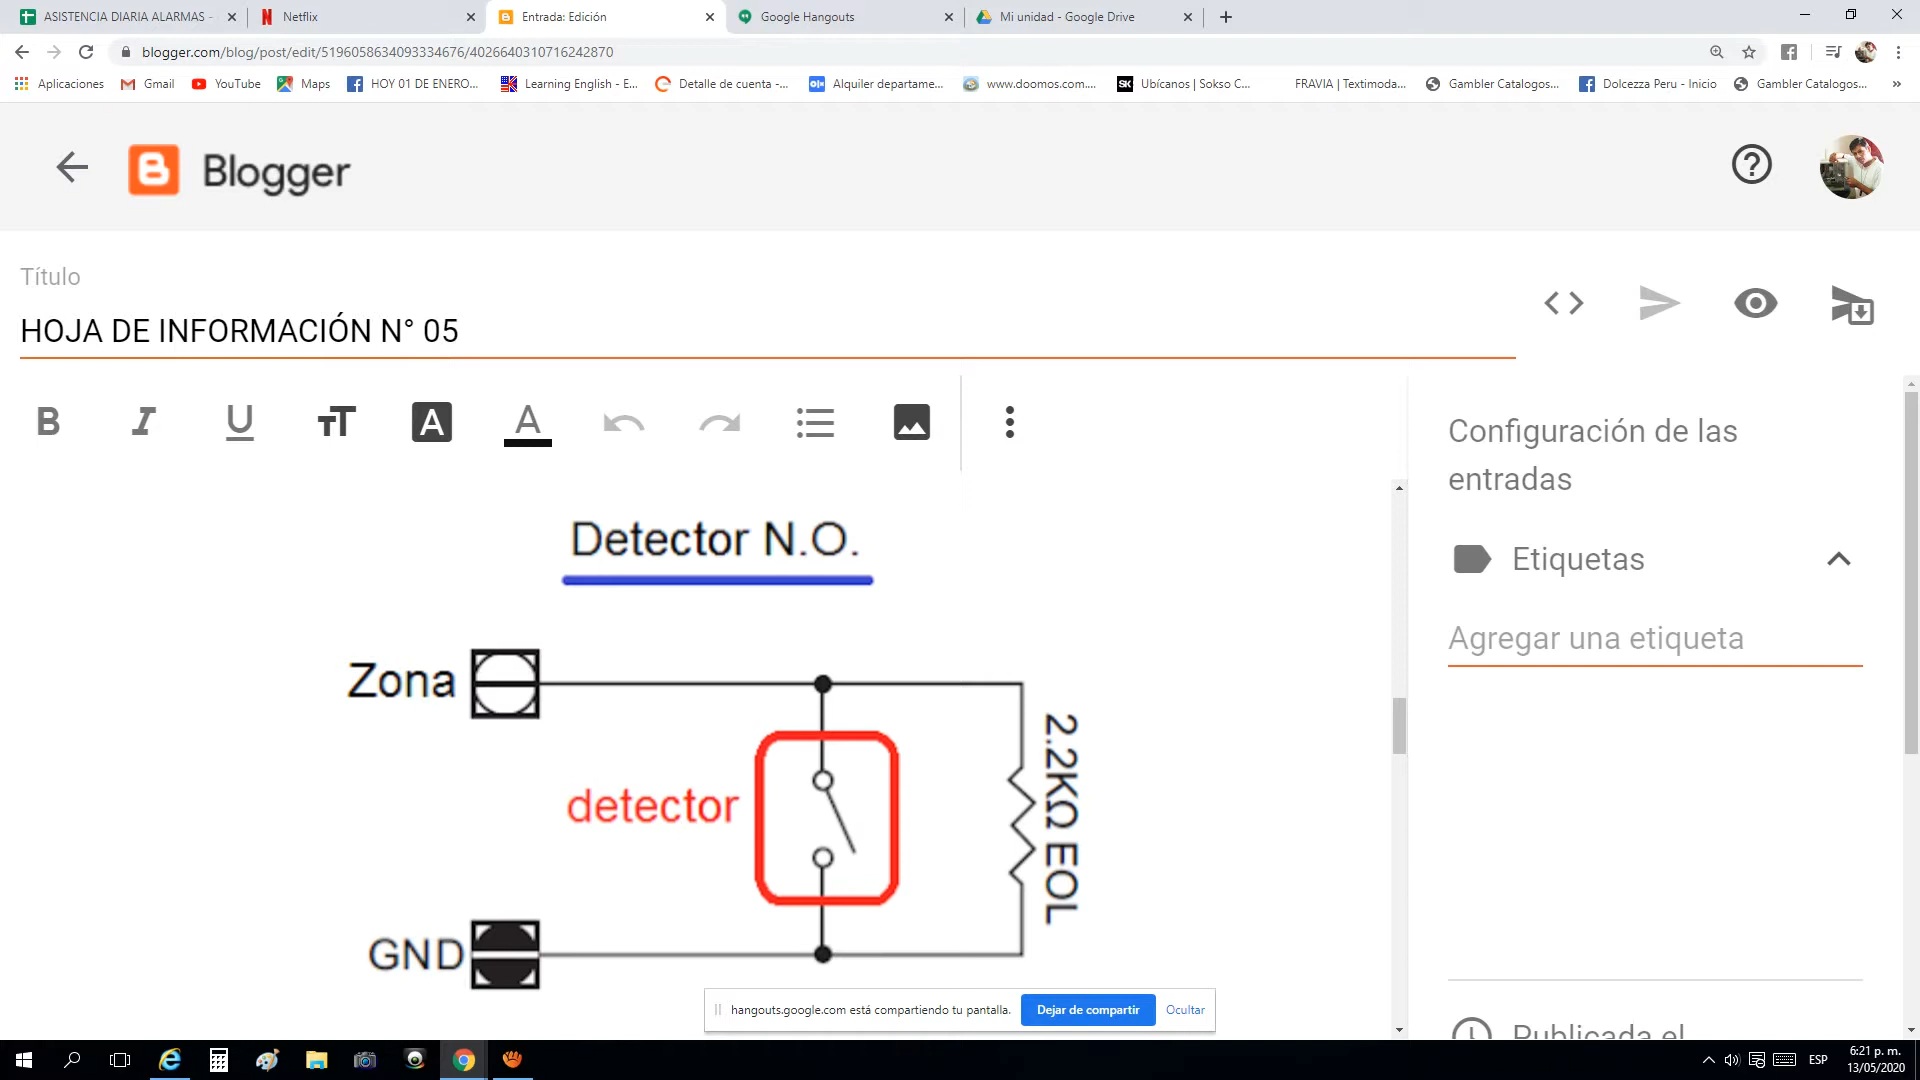 ASISTENCIA DIARIA ALARMAS -
Netflix
Entrada: Edición
Google Hangouts
Mi unidad - Google Drive
blogger.com/blog/post/edit/5196058634093334676/4026640310716242870
Aplicaciones
Gmail
YouTube
Maps
HOY 01 DE ENERO...
Learning English - E...
Detalle de cuenta -...
Alquiler departame...
www.doomos.com....
Ubícanos | Sokso C...
FRAVIA | Textimoda...
Gambler Catalogos...
Dolcezza Peru - Inicio
Gambler Catalogos...
Blogger
Título
HOJA DE INFORMACIÓN N° 05
Configuración de las
entradas
Etiquetas
Agregar una etiqueta
Publicada el
Detector N.O.
Zona
detector
2.2KΩ EOL
GND
hangouts.google.com está compartiendo tu pantalla.
Dejar de compartir
Ocultar
ESP
6:21 p. m.
13/05/2020